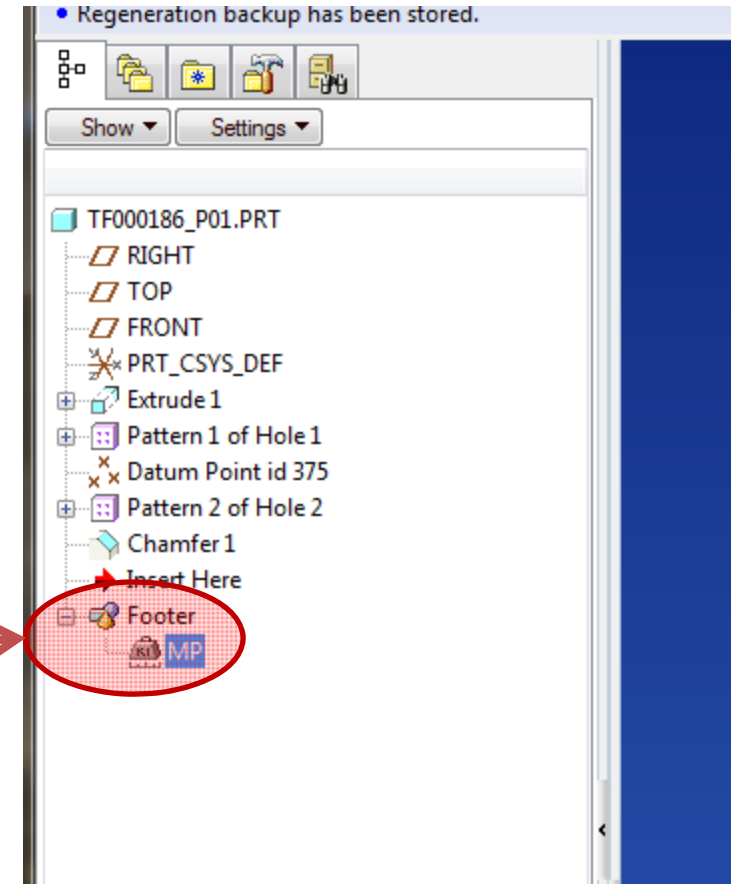 • Regeneration backup has been stored.
Show ▼ Settings ▼
TF000186_P01.PRT
RIGHT
TOP
FRONT
PRT_CSYS_DEF
Extrude 1
Pattern 1 of Hole 1
Datum Point id 375
Pattern 2 of Hole 2
Chamfer 1
Insert Here
Footer
MP